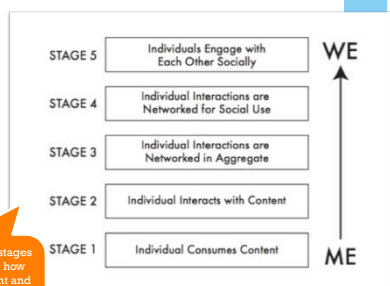 STAGE 5
Individuals Engage with
Each Other Socially
WE
STAGE 4
Individual Interactions are
Networked for Social Use
STAGE 3
Individual Interactions are
Networked in Aggregate
STAGE 2
Individual Interacts with Content
STAGE 1
Individual Consumes Content
ME
stages
how
and